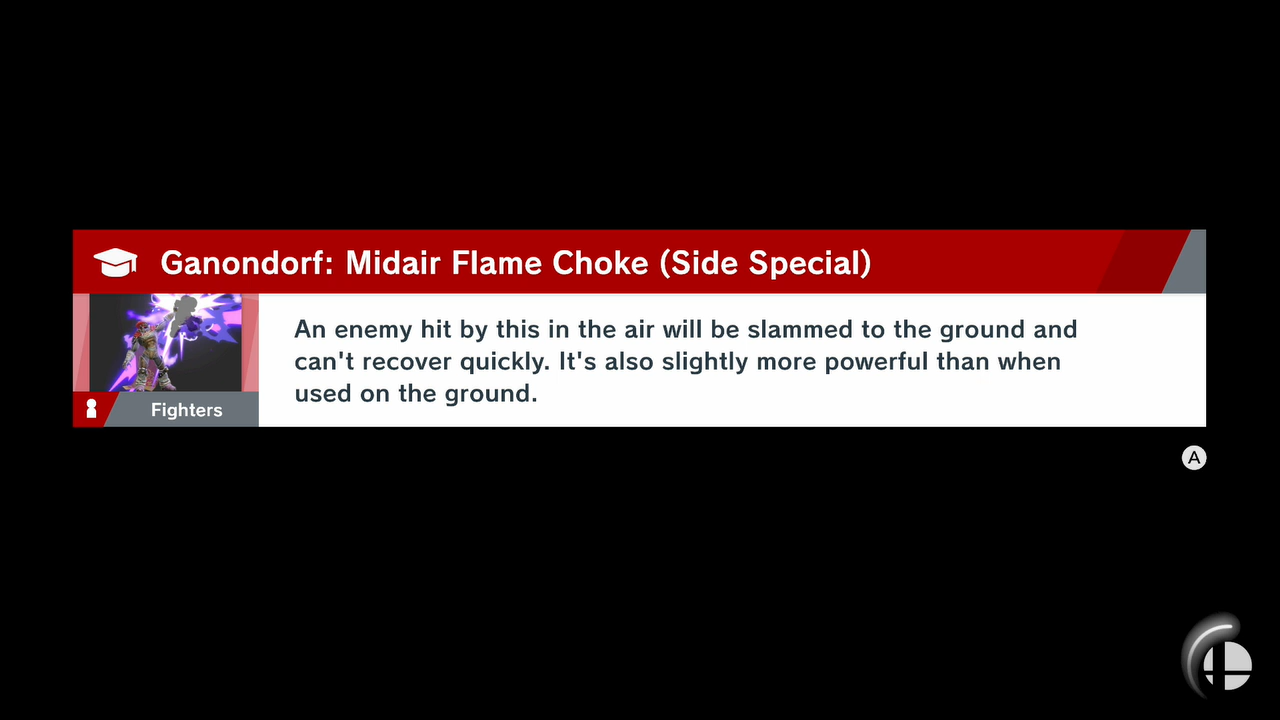 Ganondorf: Midair Flame Choke (Side Special)
An enemy hit by this in the air will be slammed to the ground and
can't recover quickly. It's also slightly more powerful than when
used on the ground.
Fighters
A